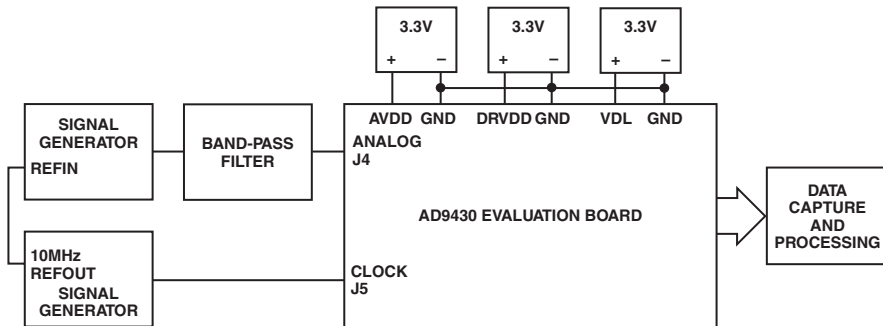 3.3V
+ –
3.3V
+ –
3.3V
+ –
AVDD GND DRVDD GND VDL GND
SIGNAL
GENERATOR
REFIN
BAND-PASS
FILTER
ANALOG
J4
AD9430 EVALUATION BOARD
DATA
CAPTURE
AND
PROCESSING
10MHz
REFOUT
SIGNAL
GENERATOR
CLOCK
J5